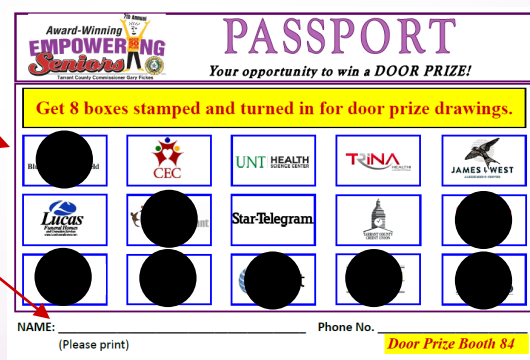 7th Annual
Award-Winning
EMPOWERING
Seniors
Tarrant County Commissioner Gary Fickes
PASSPORT
Your opportunity to win a DOOR PRIZE!
Get 8 boxes stamped and turned in for door prize drawings.
CEC
UNT HEALTH
SCIENCE CENTER
TRINA
HEALTH
JAMES L WEST
Lucas
Funeral Homes
Star-Telegram
TARRANT COUNTY
CREDIT UNION
NAME: Phone No.
(Please print)
Door Prize Booth 84